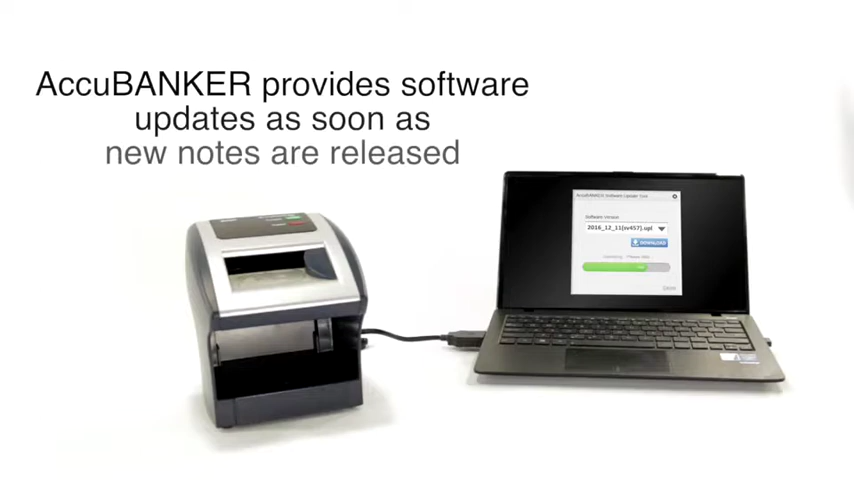 AccuBANKER provides software
updates as soon as
new notes are released
Software Version
2016_12_11(sv457).upl
DOWNLOAD